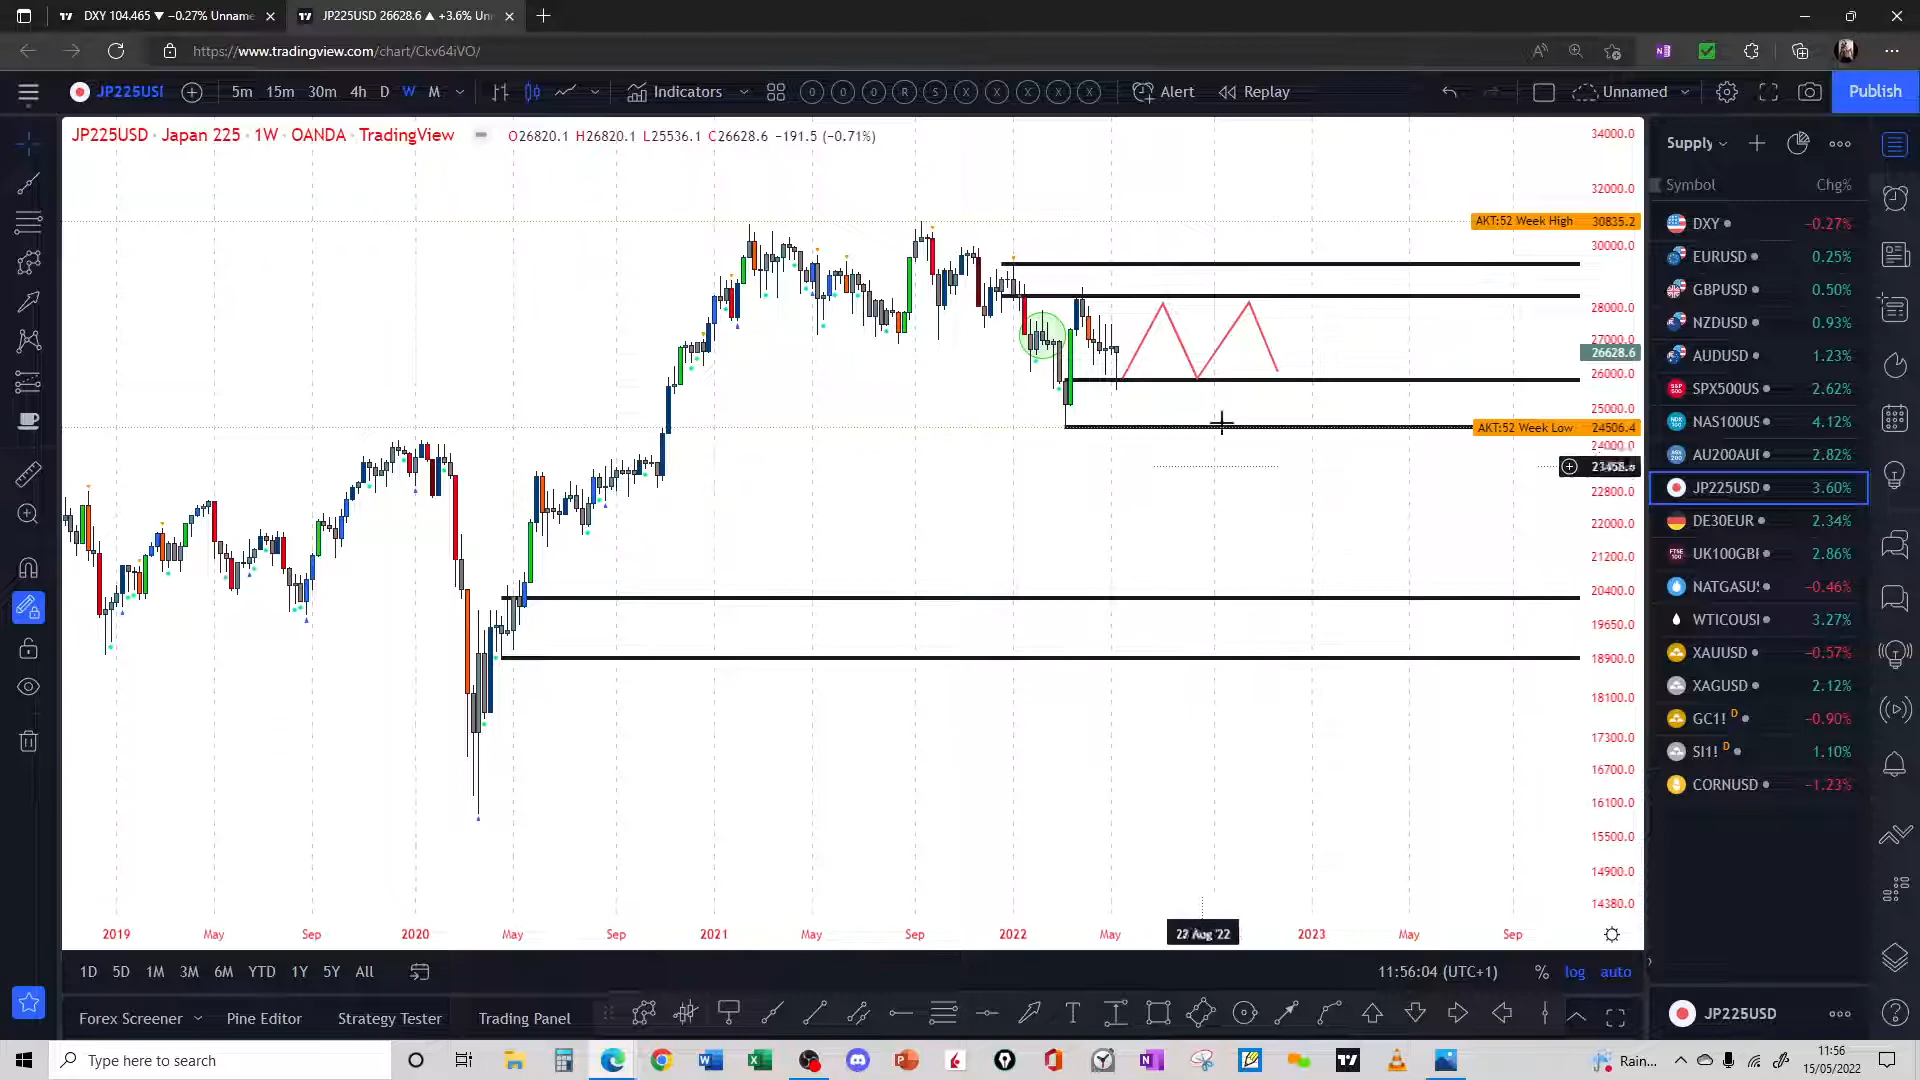 DXY 104.465 ▼ −0.27% Unname
JP225USD 26628.6 ▲ +3.6% Un
https://www.tradingview.com/chart/Ckv64iVO/
JP225USI 5m 15m 30m 4h D W M Indicators O O O R S X X X X X Alert Replay Unnamed Publish
JP225USD · Japan 225 · 1W · OANDA · TradingView O26820.1 H26820.1 L25536.1 C26628.6 −191.5 (−0.71%)
34000.0
32000.0
AKT:52 Week High 30835.2
30000.0
28000.0
27000.0
26628.6
26000.0
25000.0
AKT:52 Week Low 24506.4
24000.0
22800.0
22000.0
21200.0
20400.0
19650.0
18900.0
18100.0
17300.0
16700.0
16100.0
15500.0
14900.0
14380.0
2019 May Sep 2020 May Sep 2021 May Sep 2022 May Aug '22 2023 May Sep
Supply
Symbol Chg%
DXY −0.27%
EURUSD 0.25%
GBPUSD 0.50%
NZDUSD 0.93%
AUDUSD 1.23%
SPX500US 2.62%
NAS100US 4.12%
AU200AUI 2.82%
JP225USD 3.60%
DE30EUR 2.34%
UK100GBI 2.86%
NATGASU: −0.46%
WTICOUSI 3.27%
XAUUSD −0.57%
XAGUSD 2.12%
GC1! D −0.90%
SI1! D 1.10%
CORNUSD −1.23%
1D 5D 1M 3M 6M YTD 1Y 5Y All 11:56:04 (UTC+1) % log auto
Forex Screener Pine Editor Strategy Tester Trading Panel
JP225USD
Type here to search
Rain...
11:56
15/05/2022